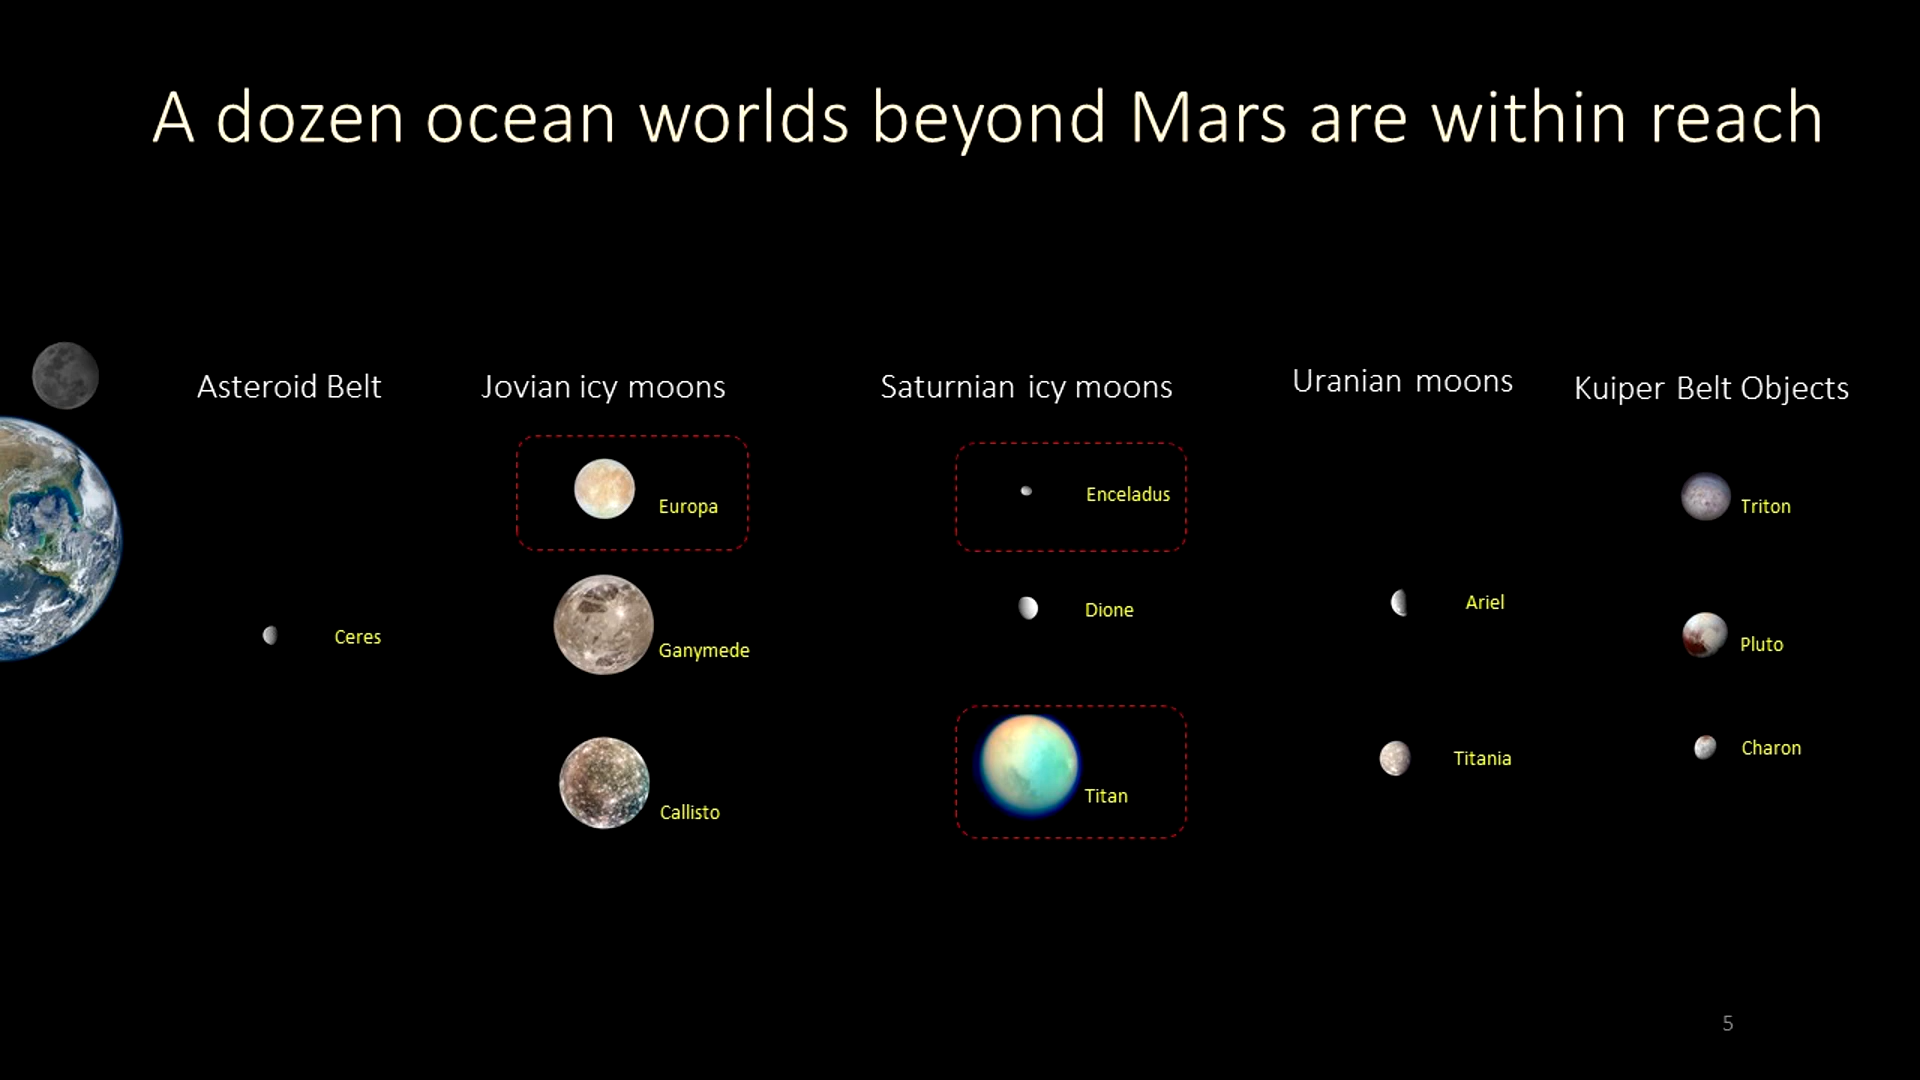 A dozen ocean worlds beyond Mars are within reach
Asteroid Belt
Ceres
Jovian icy moons
Europa
Ganymede
Callisto
Saturnian icy moons
Enceladus
Dione
Titan
Uranian moons
Ariel
Titania
Kuiper Belt Objects
Triton
Pluto
Charon
5